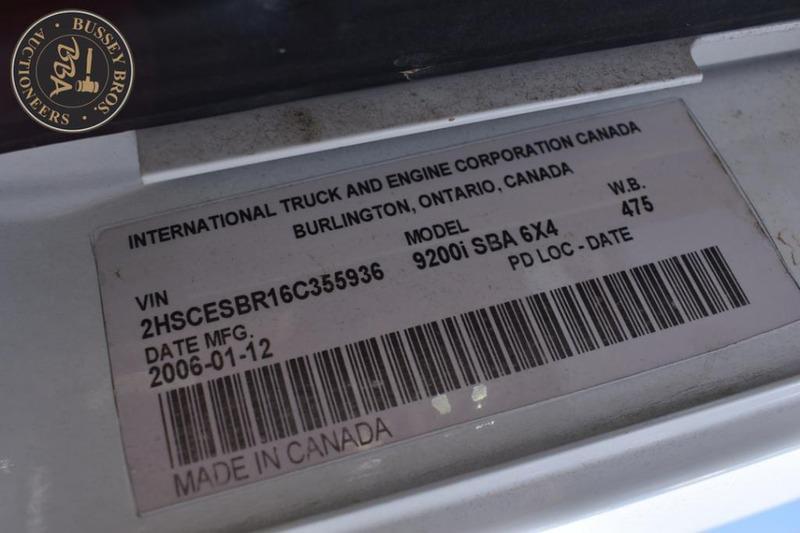 BUSSEY BROS.
BBA
AUCTIONEERS
INTERNATIONAL TRUCK AND ENGINE CORPORATION CANADA
BURLINGTON, ONTARIO, CANADA
VIN MODEL W.B.
2HSCESBR16C355936 9200i SBA 6X4 475
DATE MFG. PD LOC - DATE
2006-01-12
MADE IN CANADA